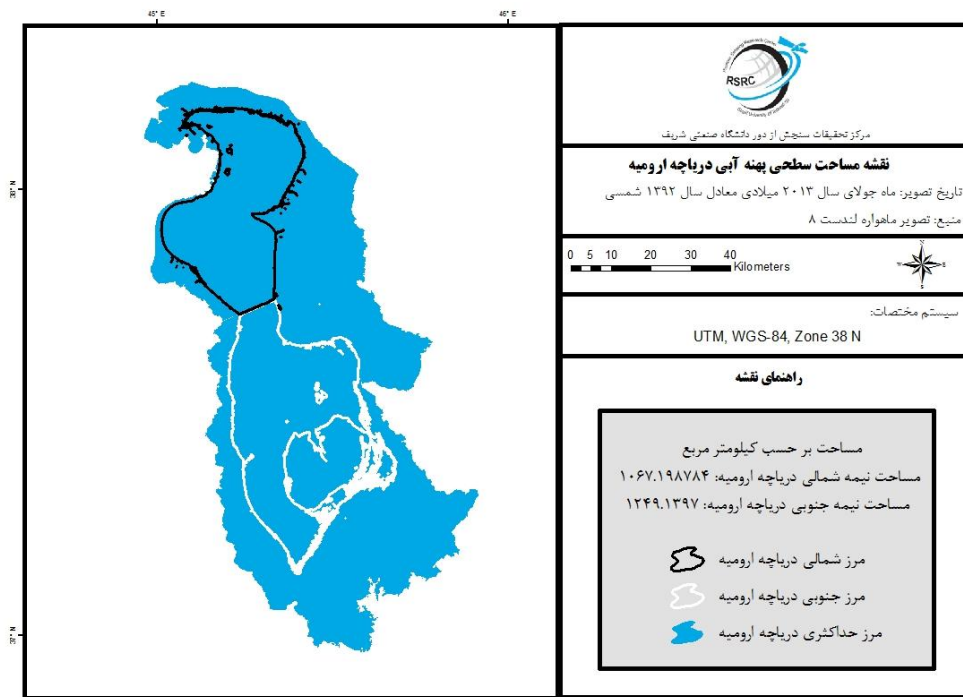 45° E
46° E
38° N
37° N
RSRC
مرکز تحقیقات سنجش از دور دانشگاه صنعتی شریف
نقشه مساحت سطحی پهنه آبی دریاچه ارومیه
تاریخ تصویر: ماه جولای سال ۲۰۱۳ میلادی معادل سال ۱۳۹۲ شمسی
منبع: تصویر ماهواره لندست ۸
0 5 10 20 30 40
Kilometers
سیستم مختصات:
UTM, WGS-84, Zone 38 N
راهنمای نقشه
مساحت بر حسب کیلومتر مربع
مساحت نیمه شمالی دریاچه ارومیه: ۱۰۶۷.۱۹۸۷۸۴
مساحت نیمه جنوبی دریاچه ارومیه: ۱۲۴۹.۱۳۹۷
مرز شمالی دریاچه ارومیه
مرز جنوبی دریاچه ارومیه
مرز حداکثری دریاچه ارومیه